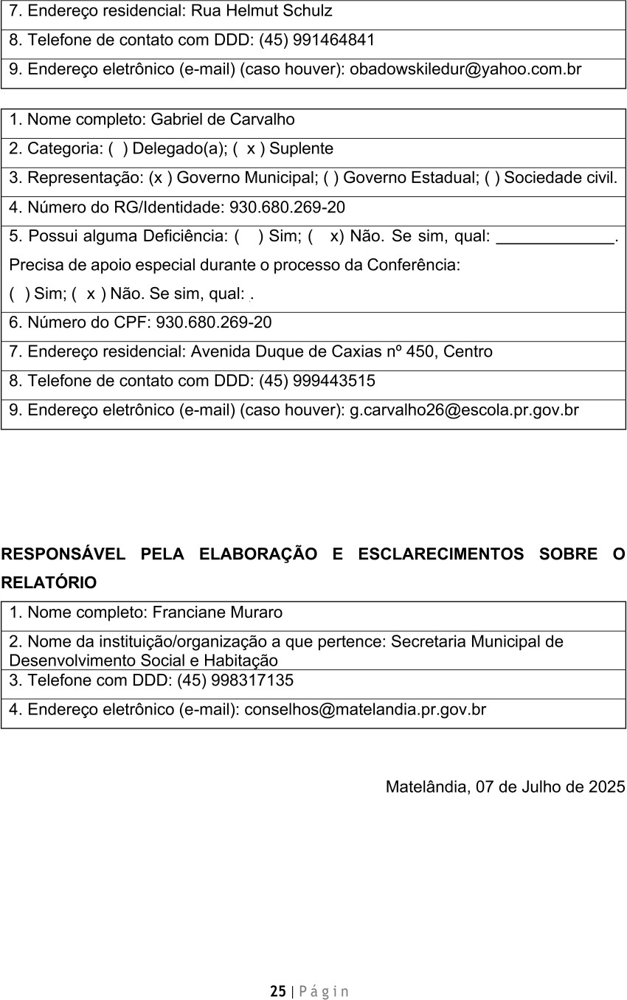 7. Endereço residencial: Rua Helmut Schulz
8. Telefone de contato com DDD: (45) 991464841
9. Endereço eletrônico (e-mail) (caso houver): obadowskiledur@yahoo.com.br
1. Nome completo: Gabriel de Carvalho
2. Categoria: (  ) Delegado(a); (  x ) Suplente
3. Representação: (x ) Governo Municipal; ( ) Governo Estadual; ( ) Sociedade civil.
4. Número do RG/Identidade: 930.680.269-20
5. Possui alguma Deficiência: (   ) Sim; (   x) Não. Se sim, qual: _____________.
Precisa de apoio especial durante o processo da Conferência:
(  ) Sim; (  x ) Não. Se sim, qual: .
6. Número do CPF: 930.680.269-20
7. Endereço residencial: Avenida Duque de Caxias nº 450, Centro
8. Telefone de contato com DDD: (45) 999443515
9. Endereço eletrônico (e-mail) (caso houver): g.carvalho26@escola.pr.gov.br
RESPONSÁVEL PELA ELABORAÇÃO E ESCLARECIMENTOS SOBRE O
RELATÓRIO
1. Nome completo: Franciane Muraro
2. Nome da instituição/organização a que pertence: Secretaria Municipal de
Desenvolvimento Social e Habitação
3. Telefone com DDD: (45) 998317135
4. Endereço eletrônico (e-mail): conselhos@matelandia.pr.gov.br
Matelândia, 07 de Julho de 2025
25 | Págin